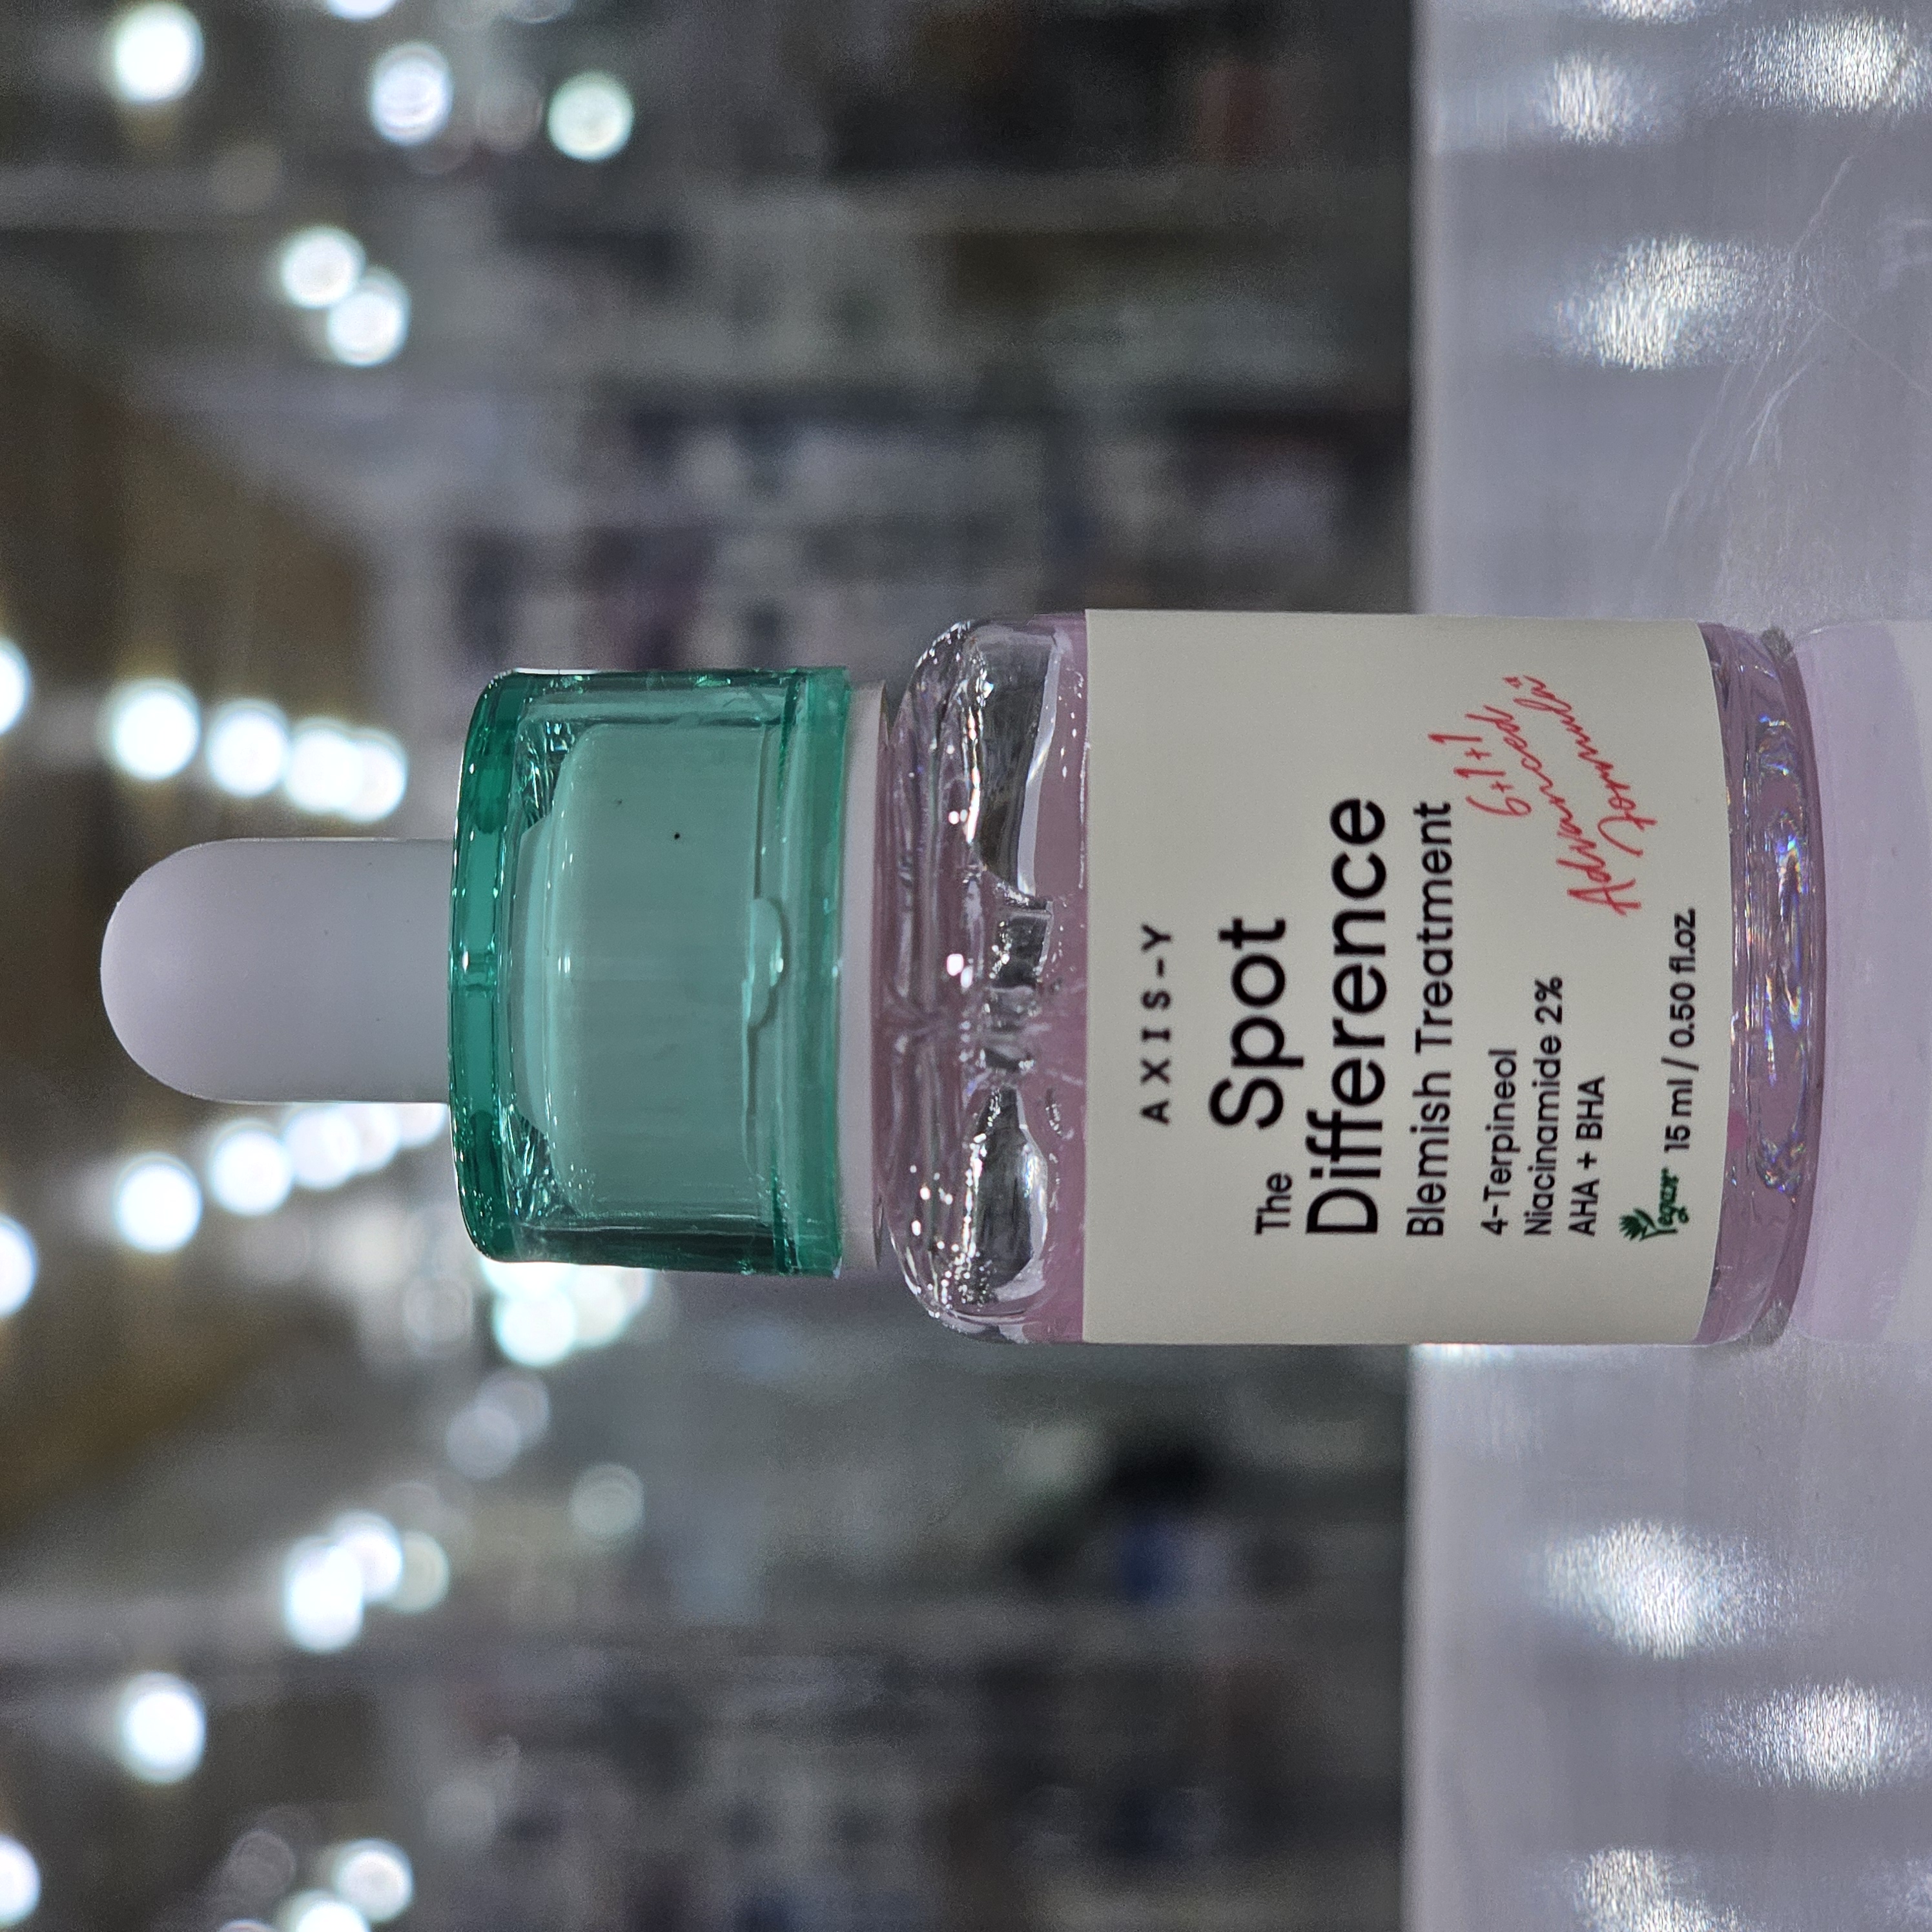 AXIS-Y
The Spot
Difference
Blemish Treatment
4-Terpineol
Niacinamide 2%
AHA + BHA
6+1+1
Advanced
Formula
Vegan 15 ml / 0.50 fl.oz